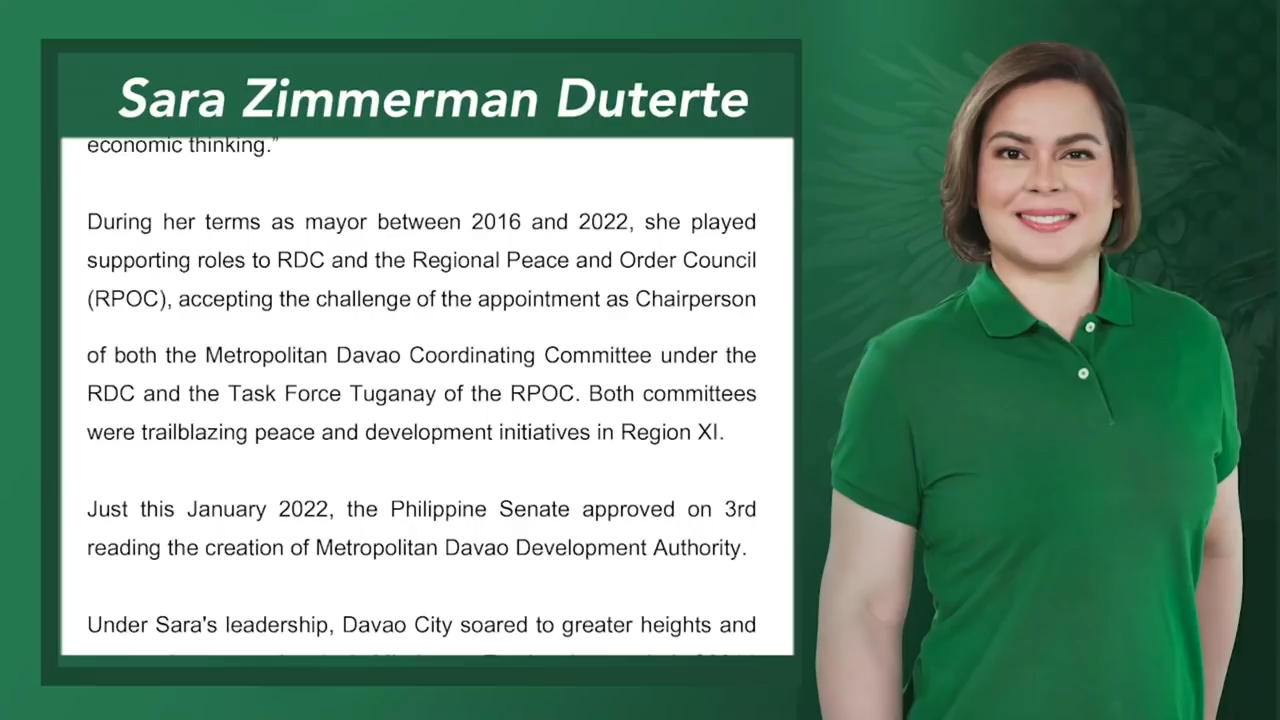 Sara Zimmerman Duterte
economic thinking.”
During her terms as mayor between 2016 and 2022, she played
supporting roles to RDC and the Regional Peace and Order Council
(RPOC), accepting the challenge of the appointment as Chairperson
of both the Metropolitan Davao Coordinating Committee under the
RDC and the Task Force Tuganay of the RPOC. Both committees
were trailblazing peace and development initiatives in Region XI.
Just this January 2022, the Philippine Senate approved on 3rd
reading the creation of Metropolitan Davao Development Authority.
Under Sara's leadership, Davao City soared to greater heights and